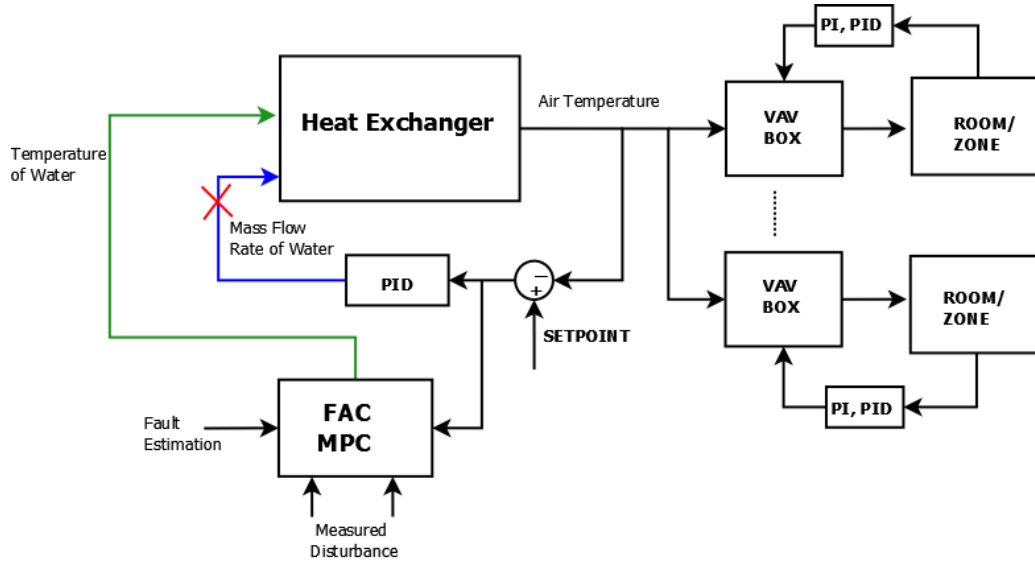 PI, PID
Heat Exchanger
Air Temperature
VAV
BOX
ROOM/
ZONE
Temperature
of Water
Mass Flow
Rate of Water
PID
−
+
SETPOINT
VAV
BOX
ROOM/
ZONE
PI, PID
Fault
Estimation
FAC
MPC
Measured
Disturbance